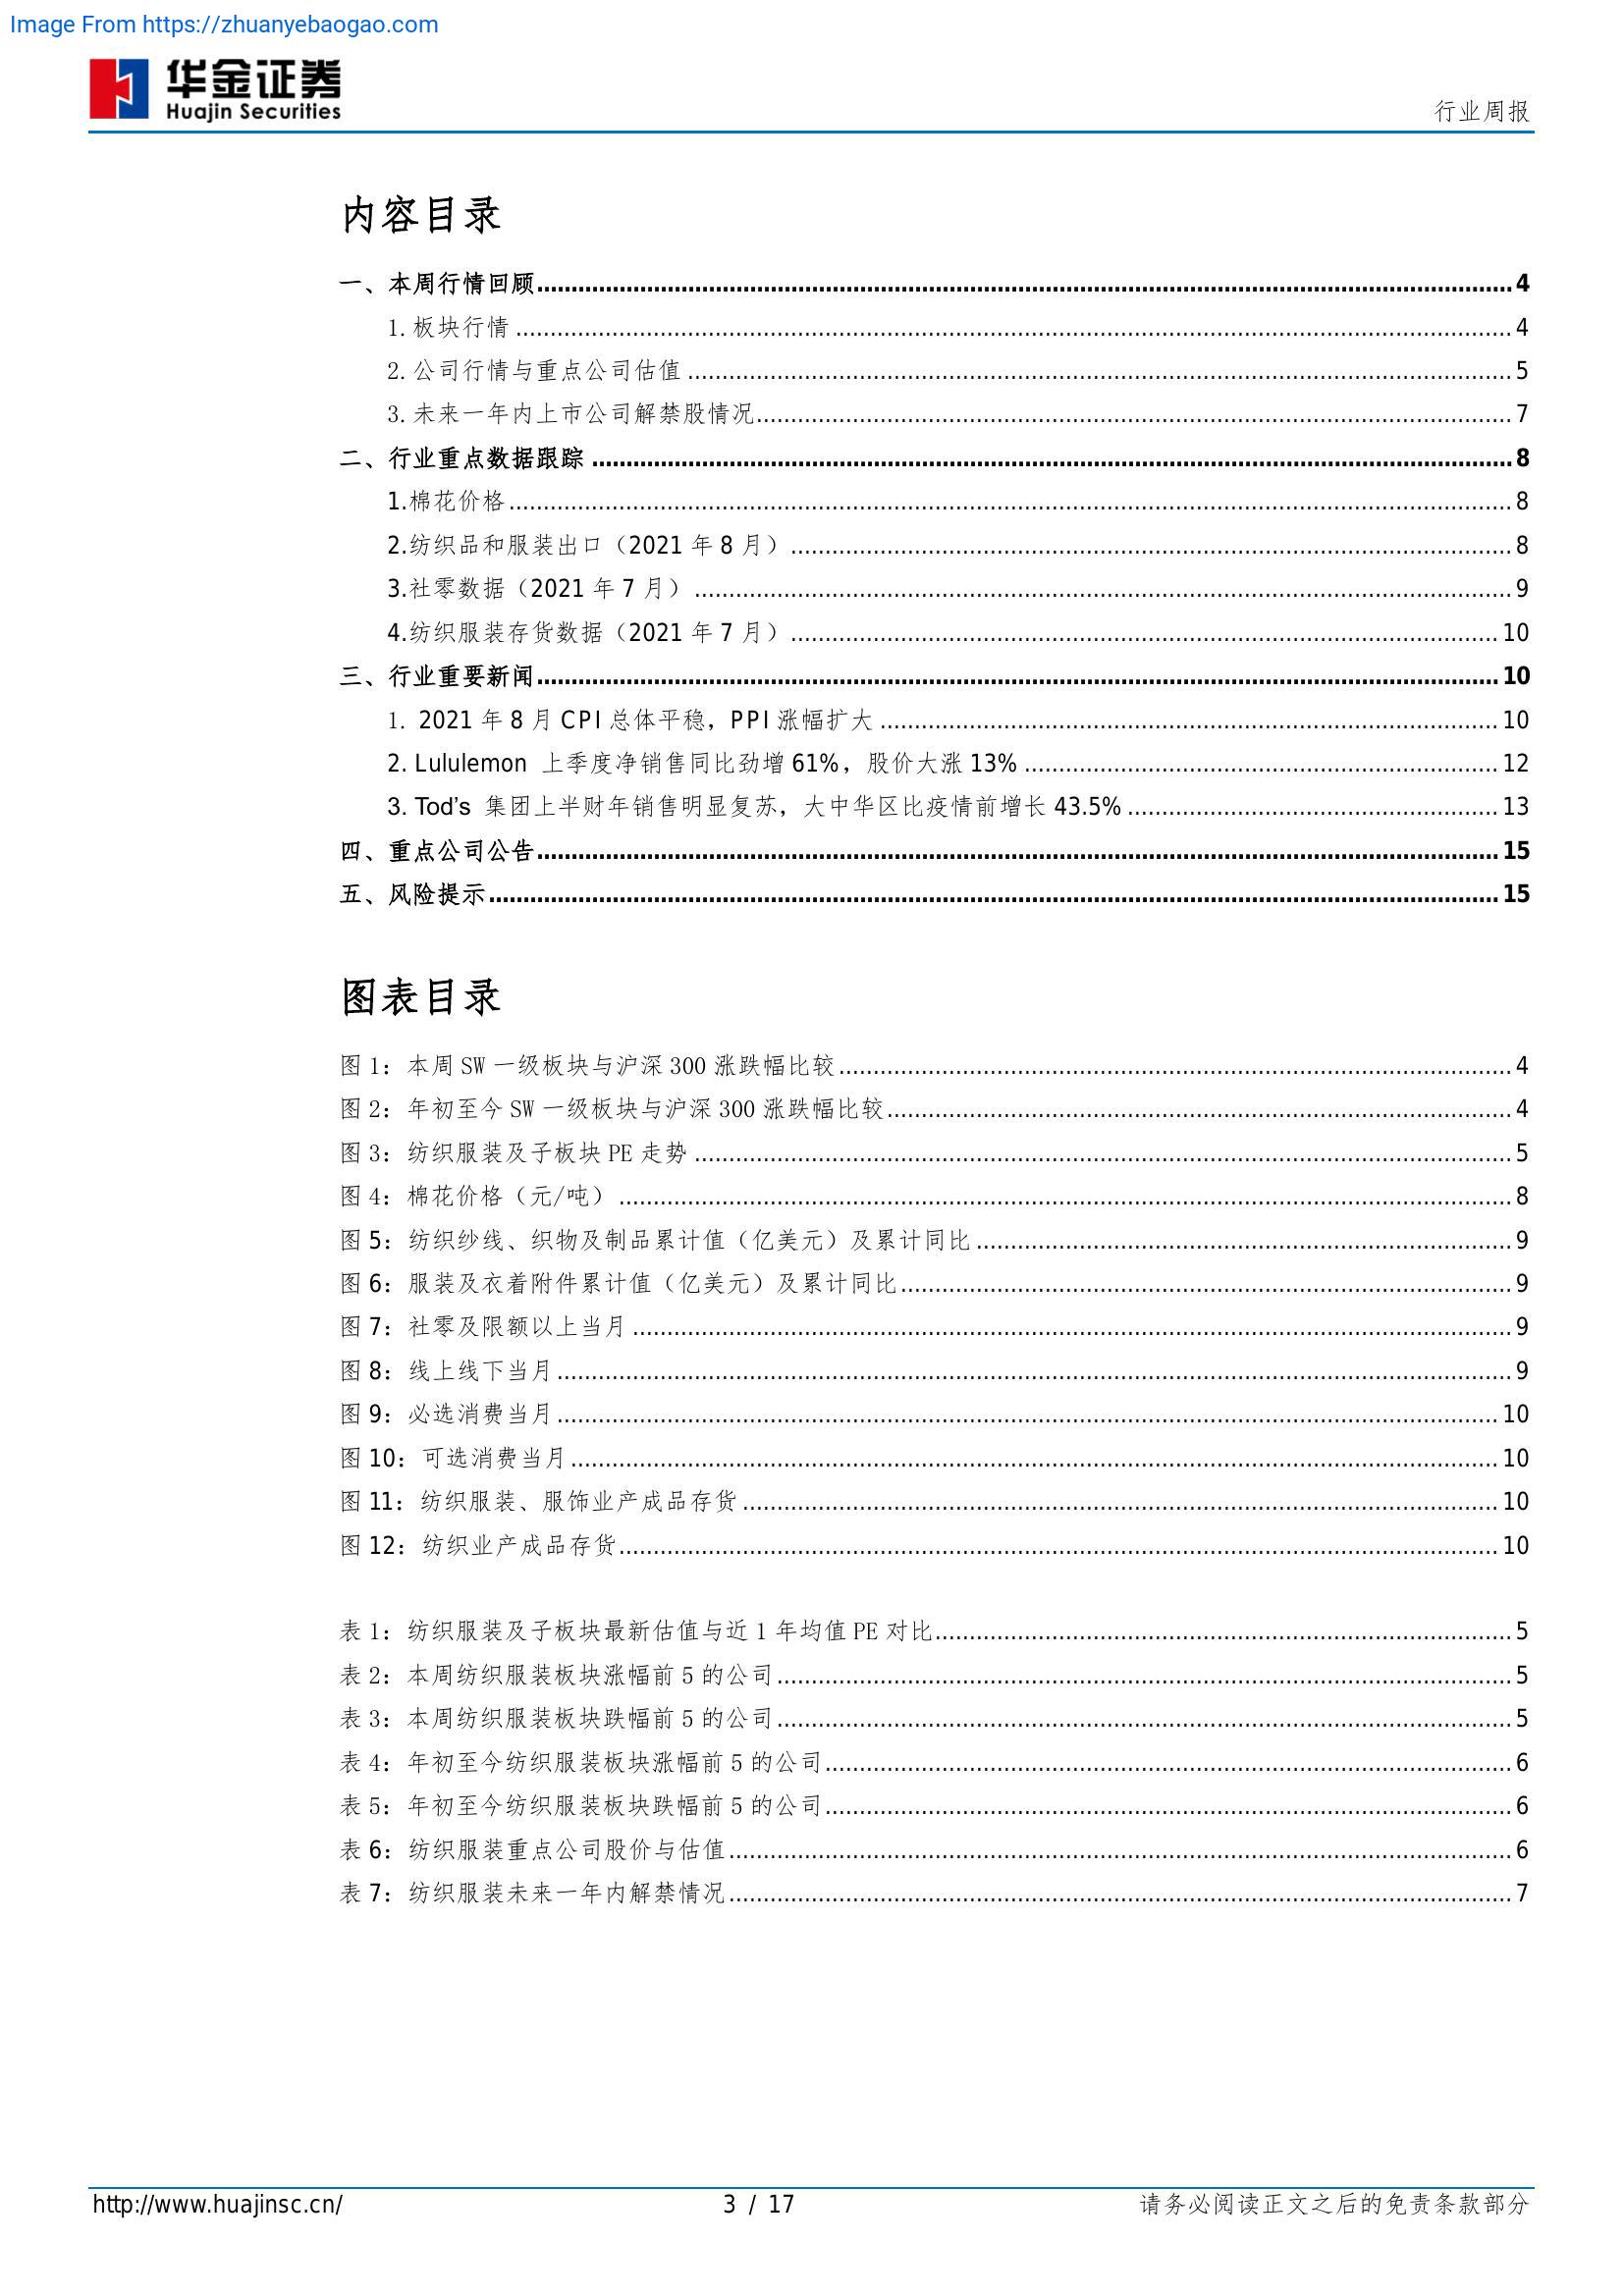 Image From https://zhuanyebaogao.com
华金证券
Huajin Securities
行业周报
内容目录
一、本周行情回顾 4
1. 板块行情 4
2. 公司行情与重点公司估值 5
3. 未来一年内上市公司解禁股情况 7
二、行业重点数据跟踪 8
1.棉花价格 8
2.纺织品和服装出口（2021 年 8 月） 8
3.社零数据（2021 年 7 月） 9
4.纺织服装存货数据（2021 年 7 月） 10
三、行业重要新闻 10
1. 2021 年 8 月 CPI 总体平稳，PPI 涨幅扩大 10
2. Lululemon 上季度净销售同比劲增 61%，股价大涨 13% 12
3. Tod’s 集团上半财年销售明显复苏，大中华区比疫情前增长 43.5% 13
四、重点公司公告 15
五、风险提示 15
图表目录
图 1：本周 SW 一级板块与沪深 300 涨跌幅比较 4
图 2：年初至今 SW 一级板块与沪深 300 涨跌幅比较 4
图 3：纺织服装及子板块 PE 走势 5
图 4：棉花价格（元/吨） 8
图 5：纺织纱线、织物及制品累计值（亿美元）及累计同比 9
图 6：服装及衣着附件累计值（亿美元）及累计同比 9
图 7：社零及限额以上当月 9
图 8：线上线下当月 9
图 9：必选消费当月 10
图 10：可选消费当月 10
图 11：纺织服装、服饰业产成品存货 10
图 12：纺织业产成品存货 10
表 1：纺织服装及子板块最新估值与近 1 年均值 PE 对比 5
表 2：本周纺织服装板块涨幅前 5 的公司 5
表 3：本周纺织服装板块跌幅前 5 的公司 5
表 4：年初至今纺织服装板块涨幅前 5 的公司 6
表 5：年初至今纺织服装板块跌幅前 5 的公司 6
表 6：纺织服装重点公司股价与估值 6
表 7：纺织服装未来一年内解禁情况 7
http://www.huajinsc.cn/
3 / 17
请务必阅读正文之后的免责条款部分